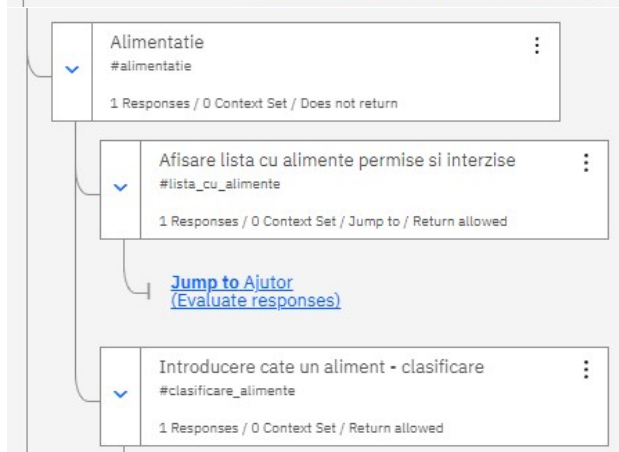 Alimentatie
#alimentatie
1 Responses / 0 Context Set / Does not return
Afisare lista cu alimente permise si interzise
#lista_cu_alimente
1 Responses / 0 Context Set / Jump to / Return allowed
Jump to Ajutor
(Evaluate responses)
Introducere cate un aliment - clasificare
#clasificare_alimente
1 Responses / 0 Context Set / Return allowed